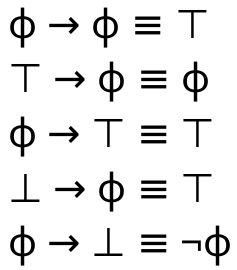 ϕ → ϕ ≡ ⊤
⊤ → ϕ ≡ ϕ
ϕ → ⊤ ≡ ⊤
⊥ → ϕ ≡ ⊤
ϕ → ⊥ ≡ ¬ϕ